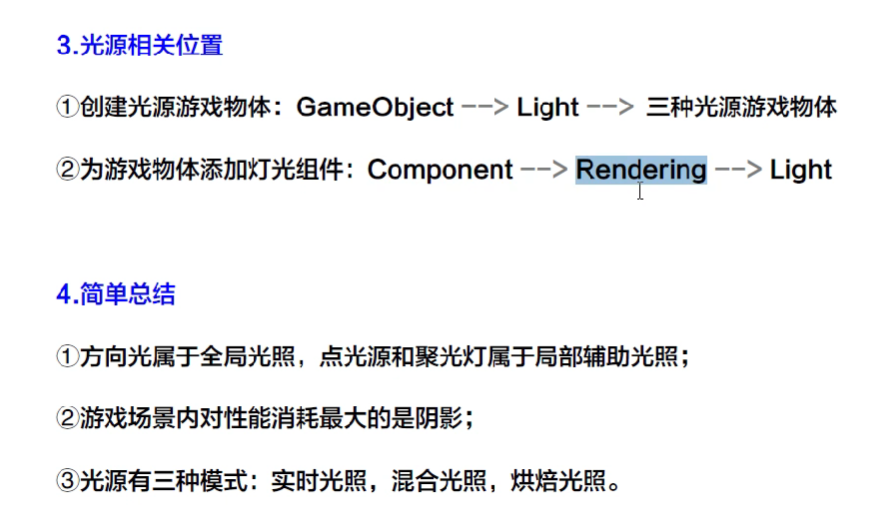 3.光源相关位置
①创建光源游戏物体：GameObject --> Light --> 三种光源游戏物体
②为游戏物体添加灯光组件：Component --> Rendering --> Light
4.简单总结
①方向光属于全局光照，点光源和聚光灯属于局部辅助光照；
②游戏场景内对性能消耗最大的是阴影；
③光源有三种模式：实时光照，混合光照，烘焙光照。